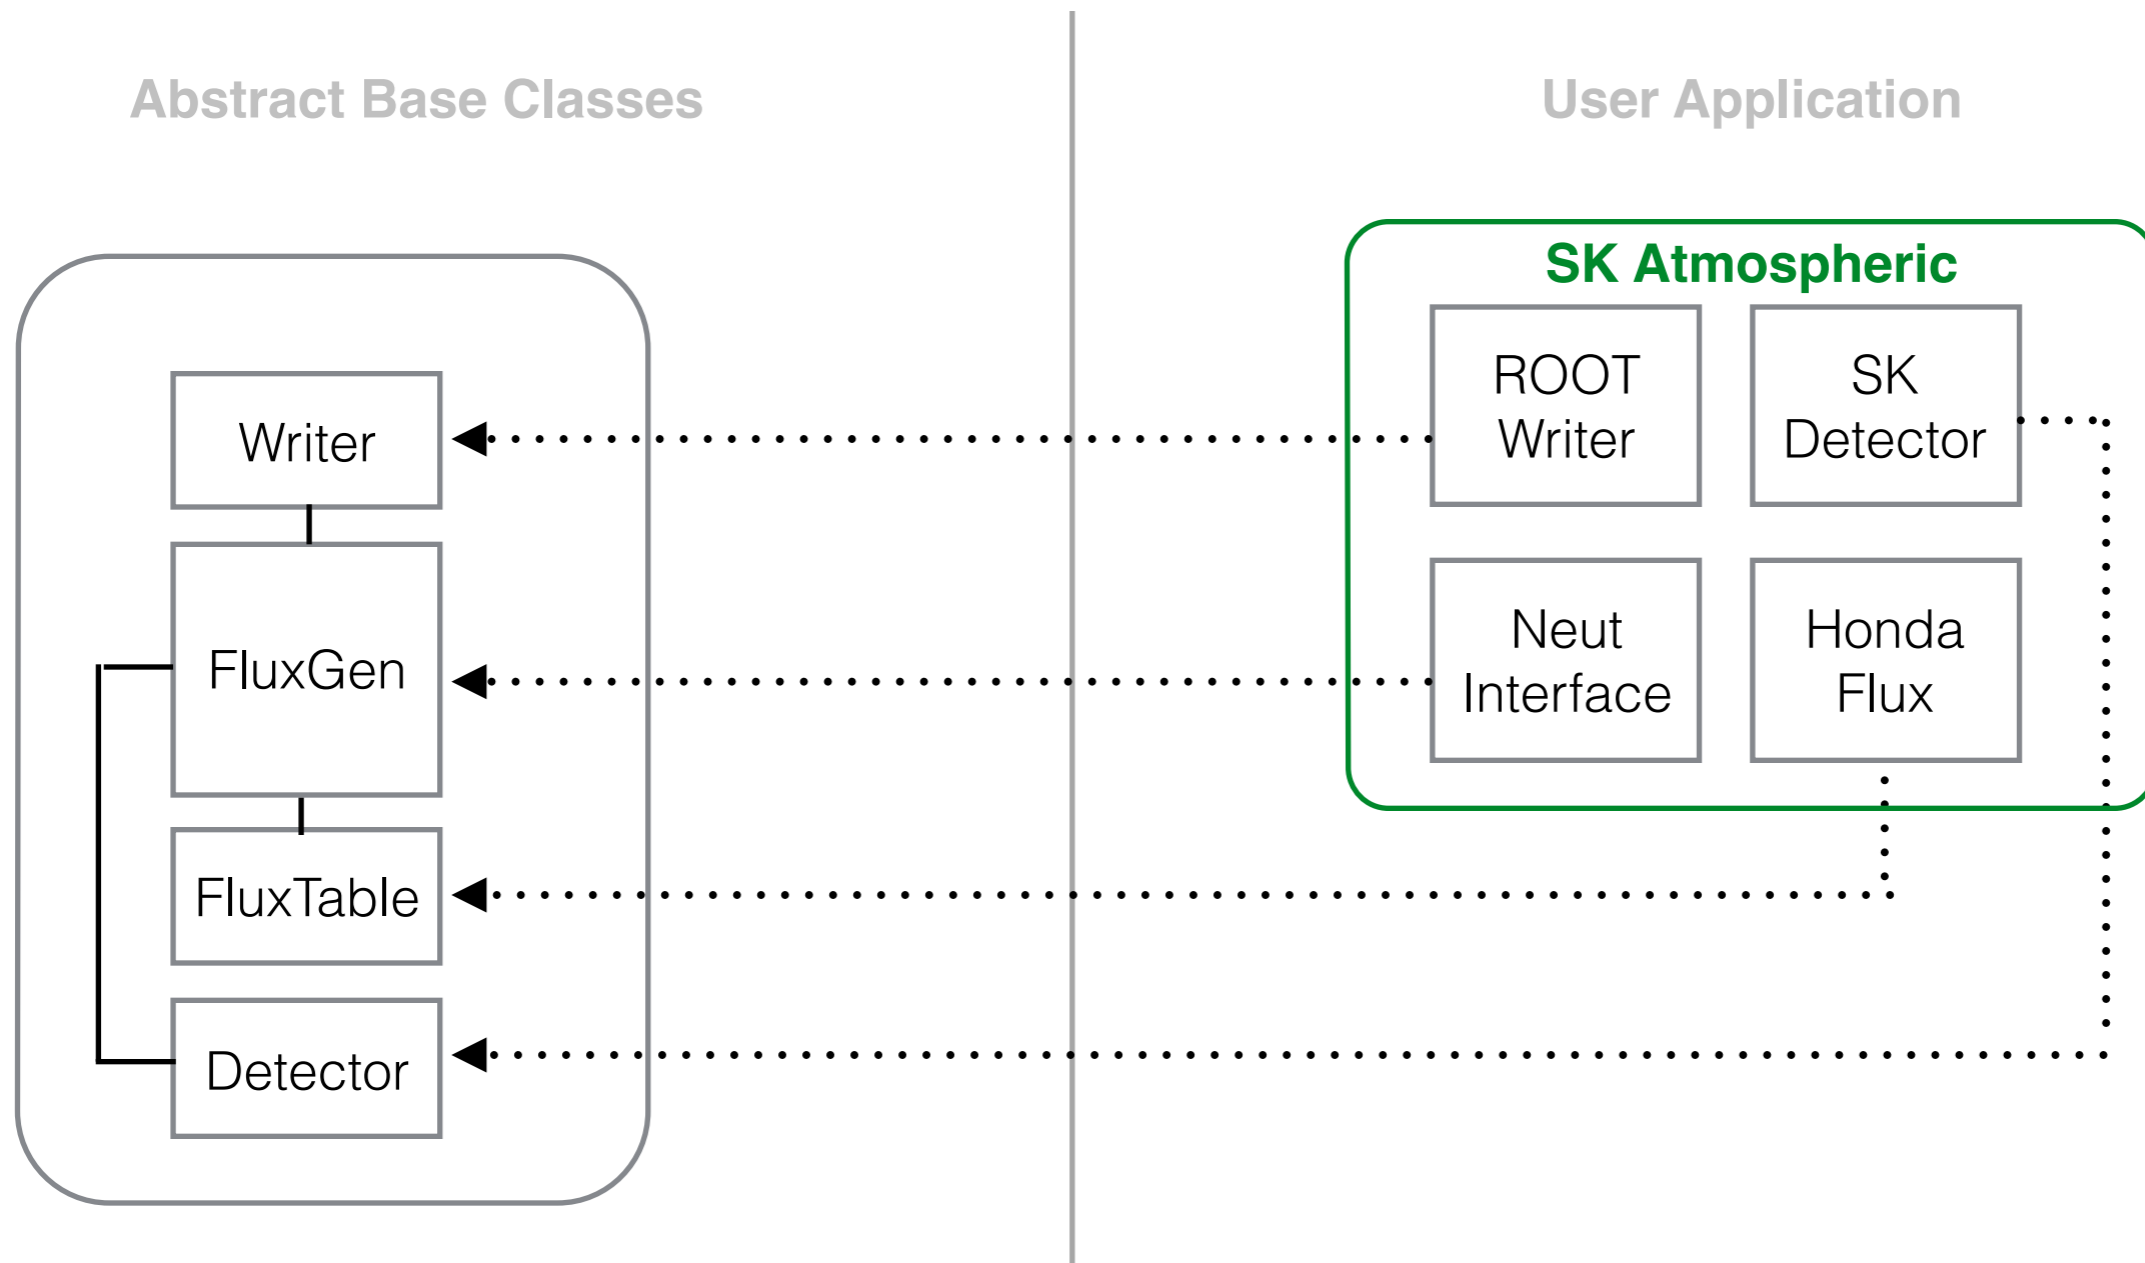 Abstract Base Classes
User Application
Writer
FluxGen
FluxTable
Detector
SK Atmospheric
ROOT
Writer
SK
Detector
Neut
Interface
Honda
Flux